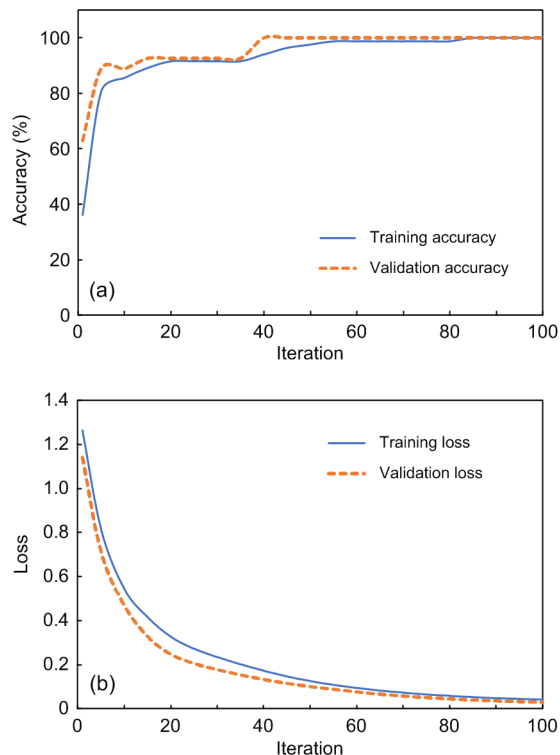 100
80
60
40
20
0
Accuracy (%)
Training accuracy
Validation accuracy
(a)
0 20 40 60 80 100
Iteration
1.4
1.2
1.0
0.8
0.6
0.4
0.2
0
Loss
Training loss
Validation loss
(b)
0 20 40 60 80 100
Iteration